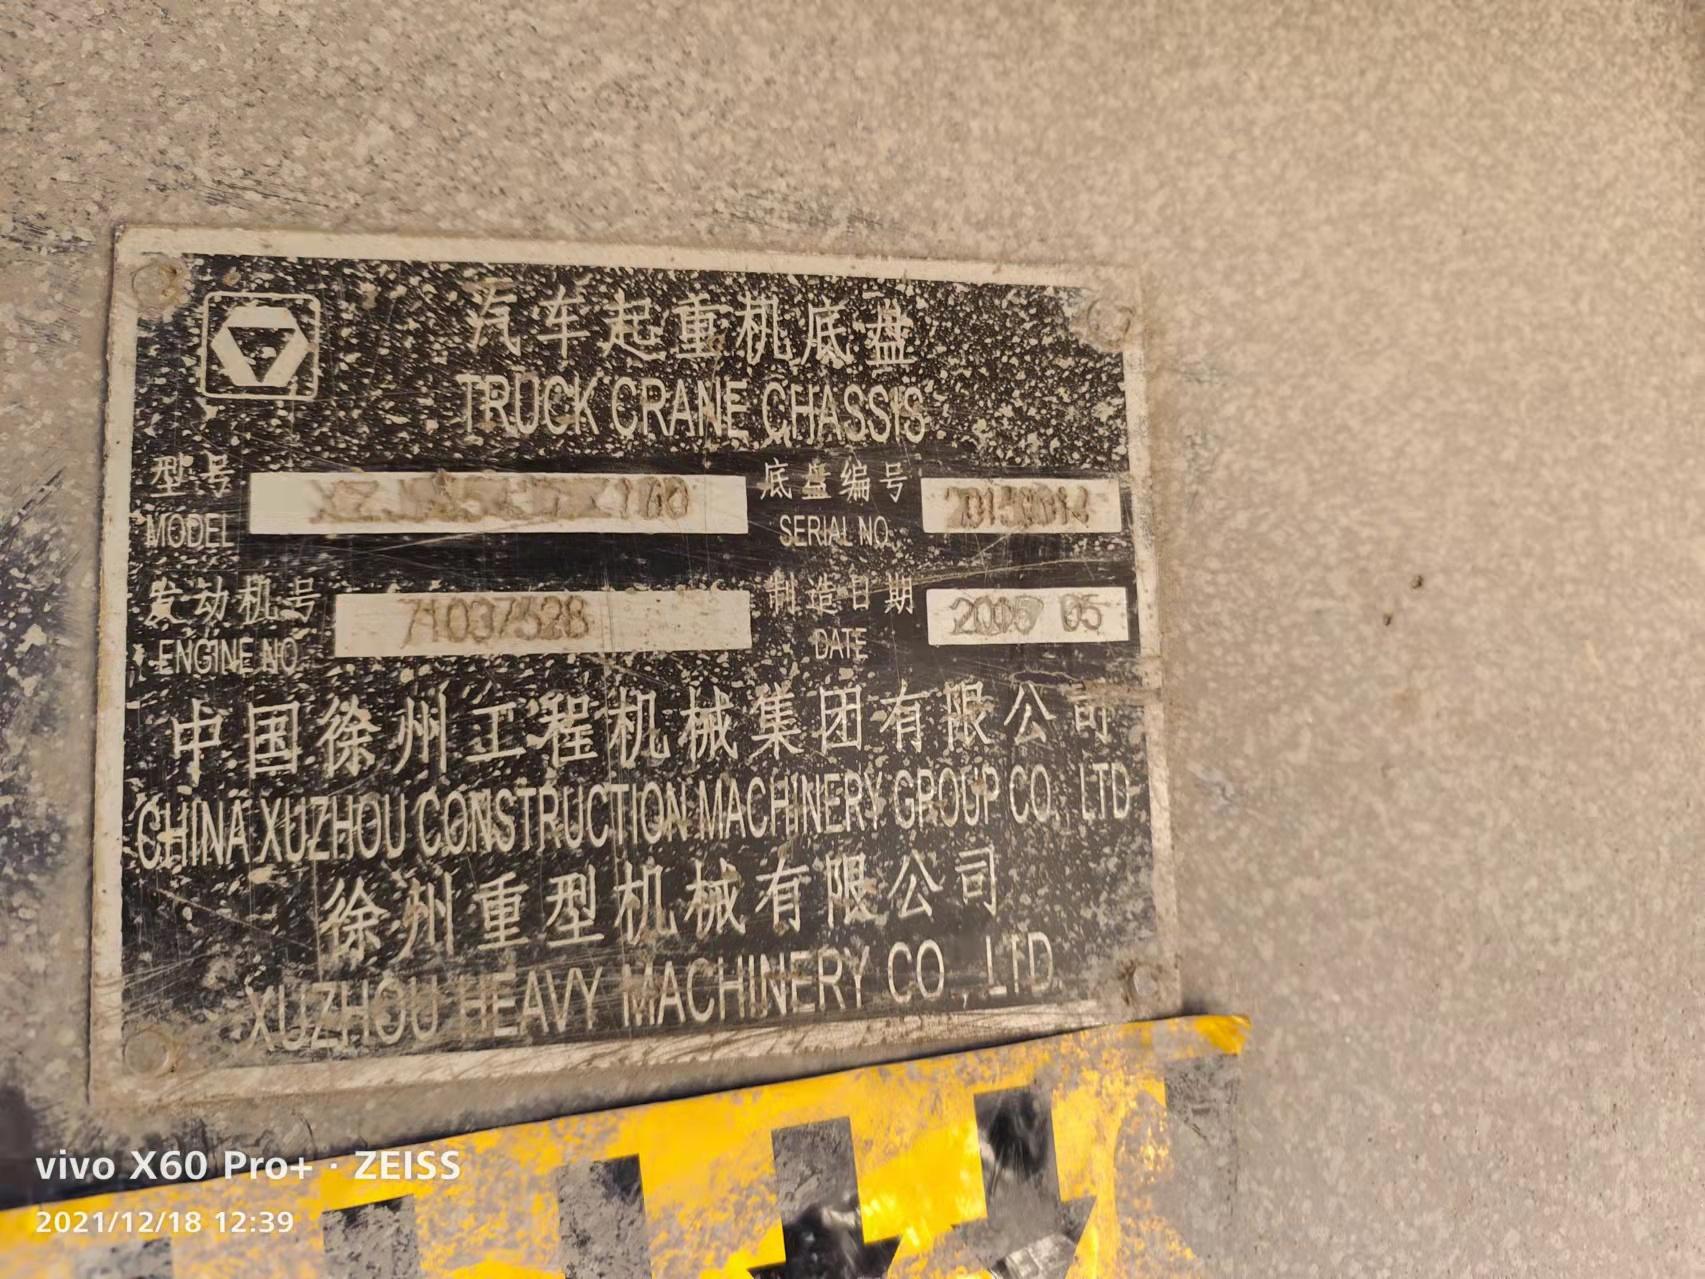 汽车起重机底盘
TRUCK CRANE CHASSIS
型号
MODEL
底盘编号
SERIAL NO.
发动机号
ENGINE NO.
制造日期
DATE
05
中国徐州工程机械集团有限公司
CHINA XUZHOU CONSTRUCTION MACHINERY GROUP CO., LTD
徐州重型机械有限公司
XUZHOU HEAVY MACHINERY CO., LTD.
vivo X60 Pro+ · ZEISS
2021/12/18 12:39